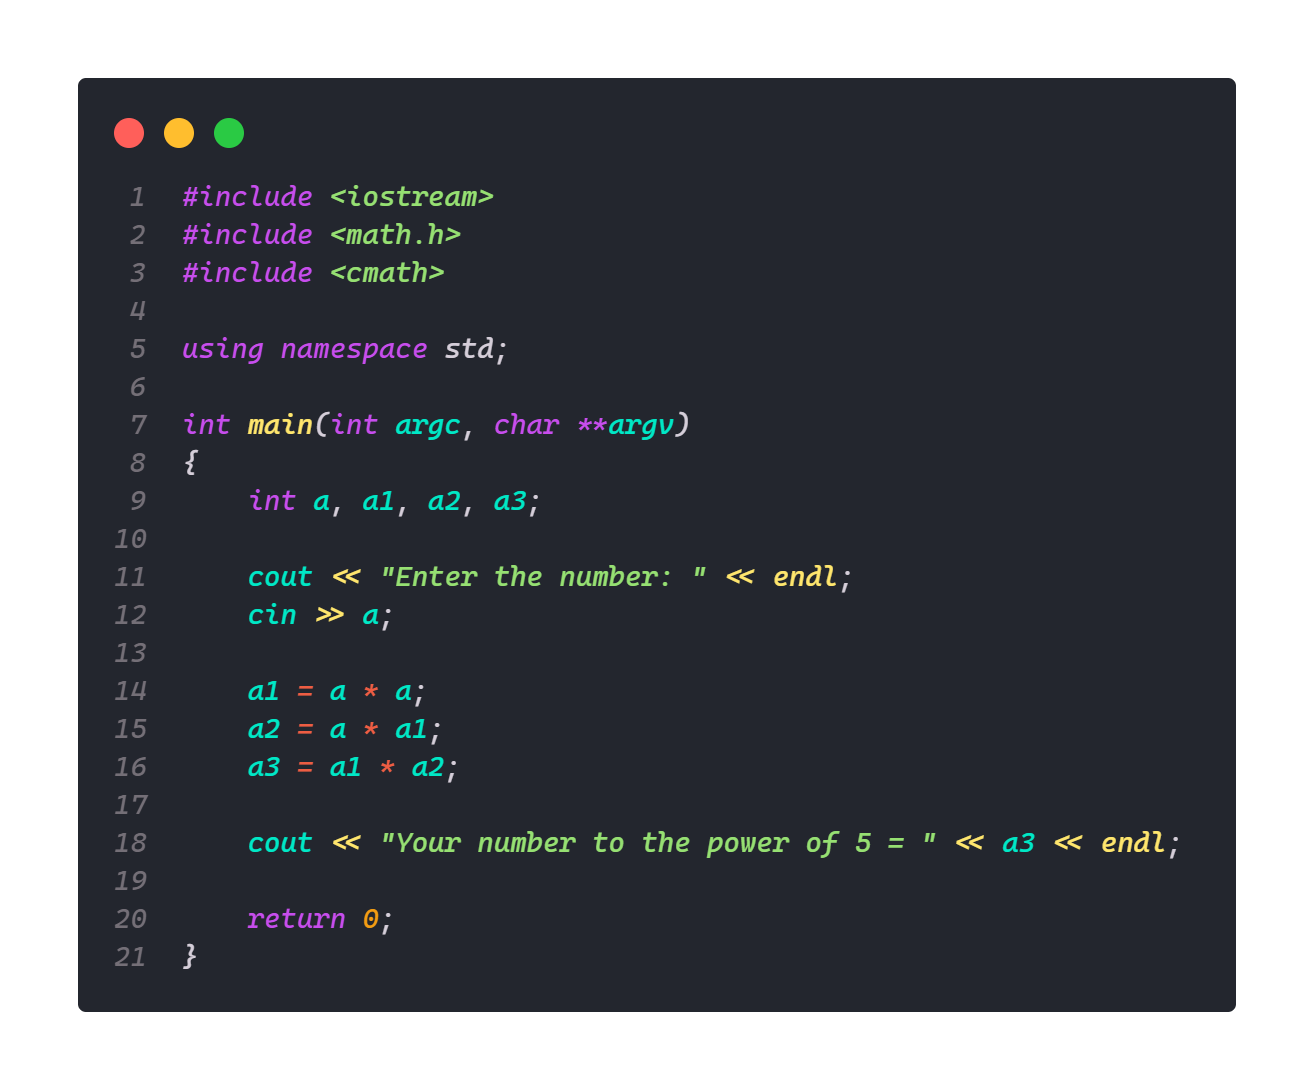 1 #include <iostream>
2 #include <math.h>
3 #include <cmath>
4
5 using namespace std;
6
7 int main(int argc, char **argv)
8 {
9     int a, a1, a2, a3;
10
11     cout << "Enter the number: " << endl;
12     cin >> a;
13
14     a1 = a * a;
15     a2 = a * a1;
16     a3 = a1 * a2;
17
18     cout << "Your number to the power of 5 = " << a3 << endl;
19
20     return 0;
21 }